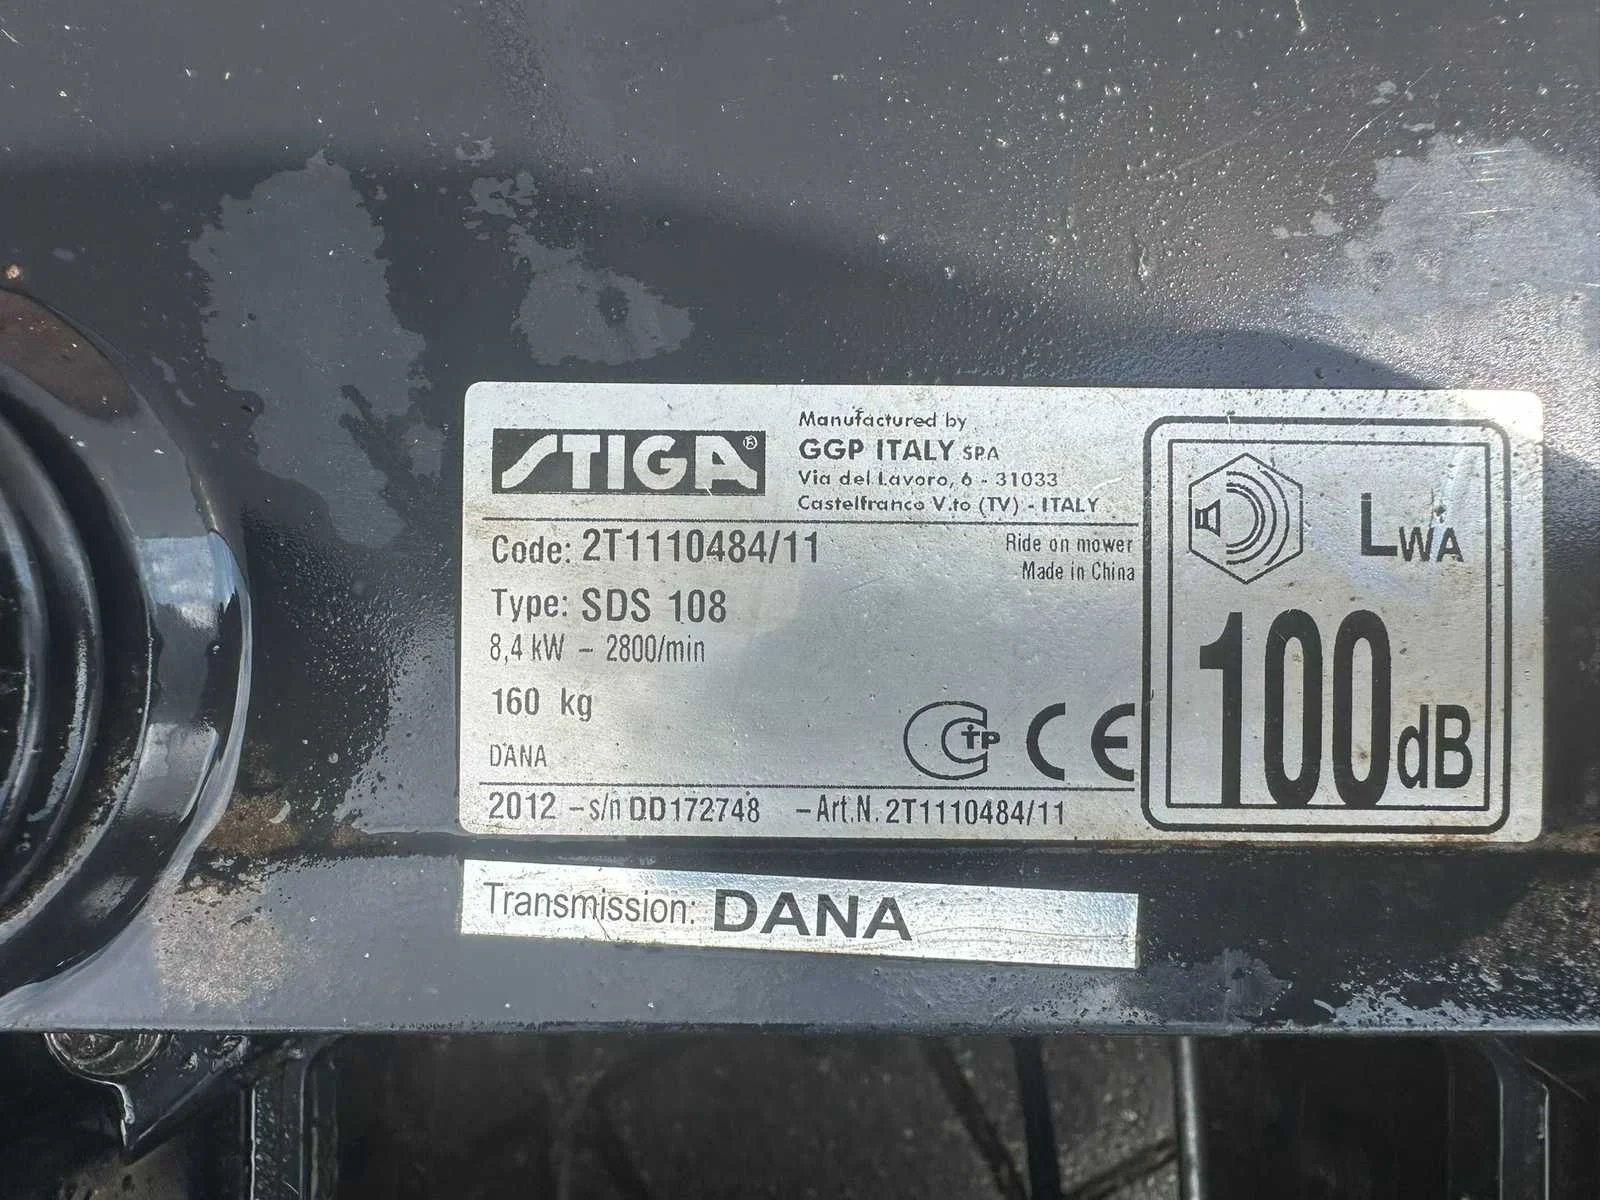 STIGA®
Manufactured by
GGP ITALY SPA
Via del Lavoro, 6 - 31033
Castelfranco V.to (TV) - ITALY
Code: 2T1110484/11
Ride on mower
Made in China
Type: SDS 108
8,4 kW - 2800/min
160 kg
DANA
CTP CE
2012 - s/n DD172748 - Art.N. 2T1110484/11
LWA
100dB
Transmission: DANA